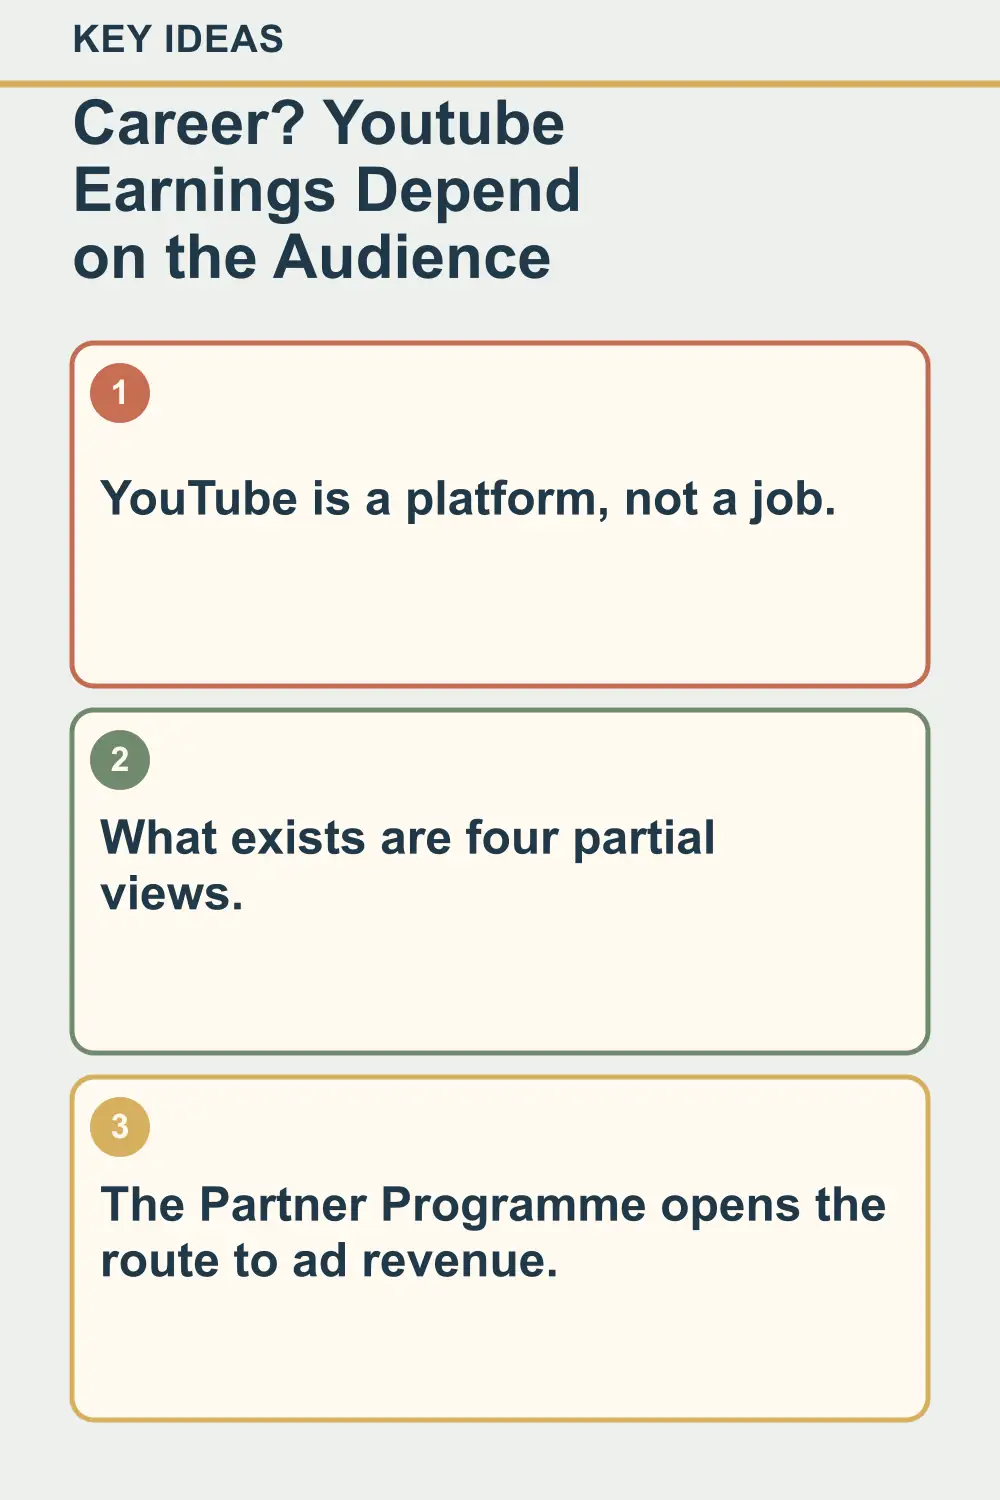 KEY IDEAS
Career? Youtube
Earnings Depend
on the Audience
1
YouTube is a platform, not a job.
2
What exists are four partial
views.
3
The Partner Programme opens the
route to ad revenue.